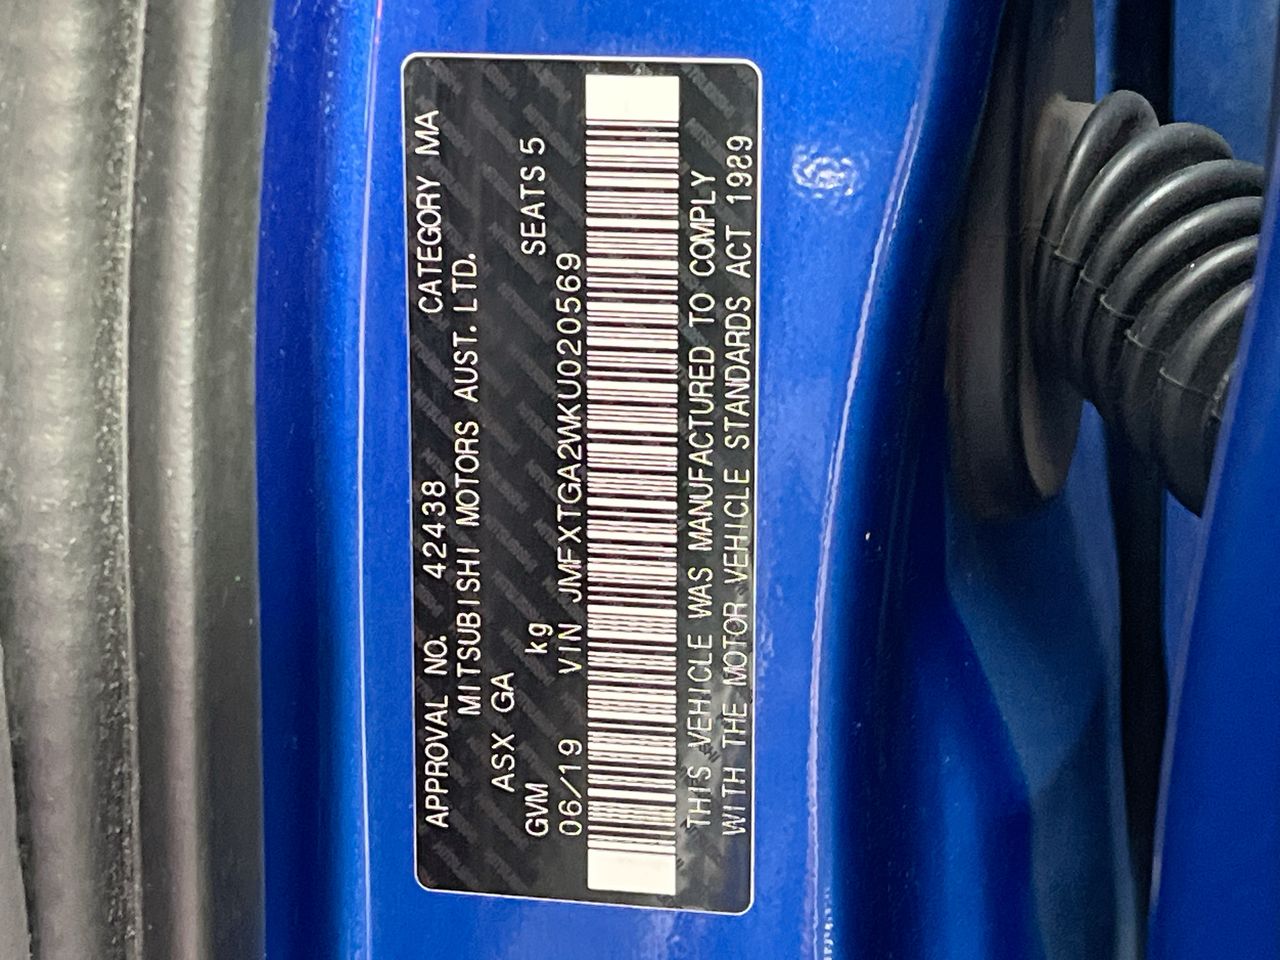 APPROVAL NO. 42438 CATEGORY MA
MITSUBISHI MOTORS AUST. LTD.
ASX GA
GVM kg SEATS 5
06/19 VIN JMFXTGA2WKU020569
THIS VEHICLE WAS MANUFACTURED TO COMPLY
WITH THE MOTOR VEHICLE STANDARDS ACT 1989